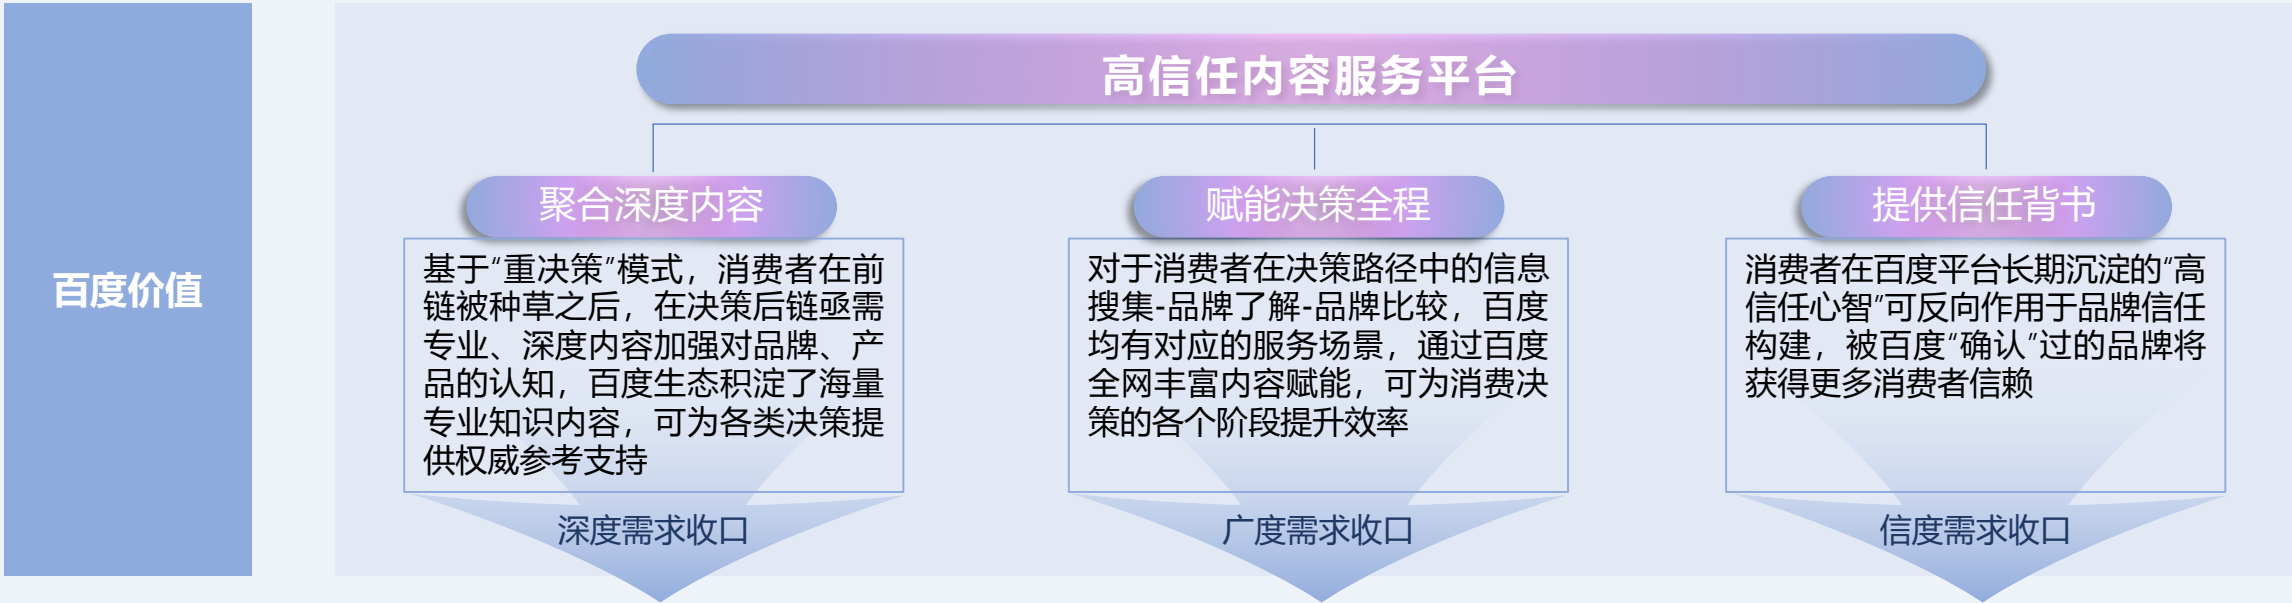 百度价值
高信任内容服务平台
聚合深度内容
基于“重决策”模式，消费者在前
链被种草之后，在决策后链亟需
专业、深度内容加强对品牌、产
品的认知，百度生态积淀了海量
专业知识内容，可为各类决策提
供权威参考支持
深度需求收口
赋能决策全程
对于消费者在决策路径中的信息
搜集-品牌了解-品牌比较，百度
均有对应的服务场景，通过百度
全网丰富内容赋能，可为消费决
策的各个阶段提升效率
广度需求收口
提供信任背书
消费者在百度平台长期沉淀的“高
信任心智”可反向作用于品牌信任
构建，被百度“确认”过的品牌将
获得更多消费者信赖
信度需求收口